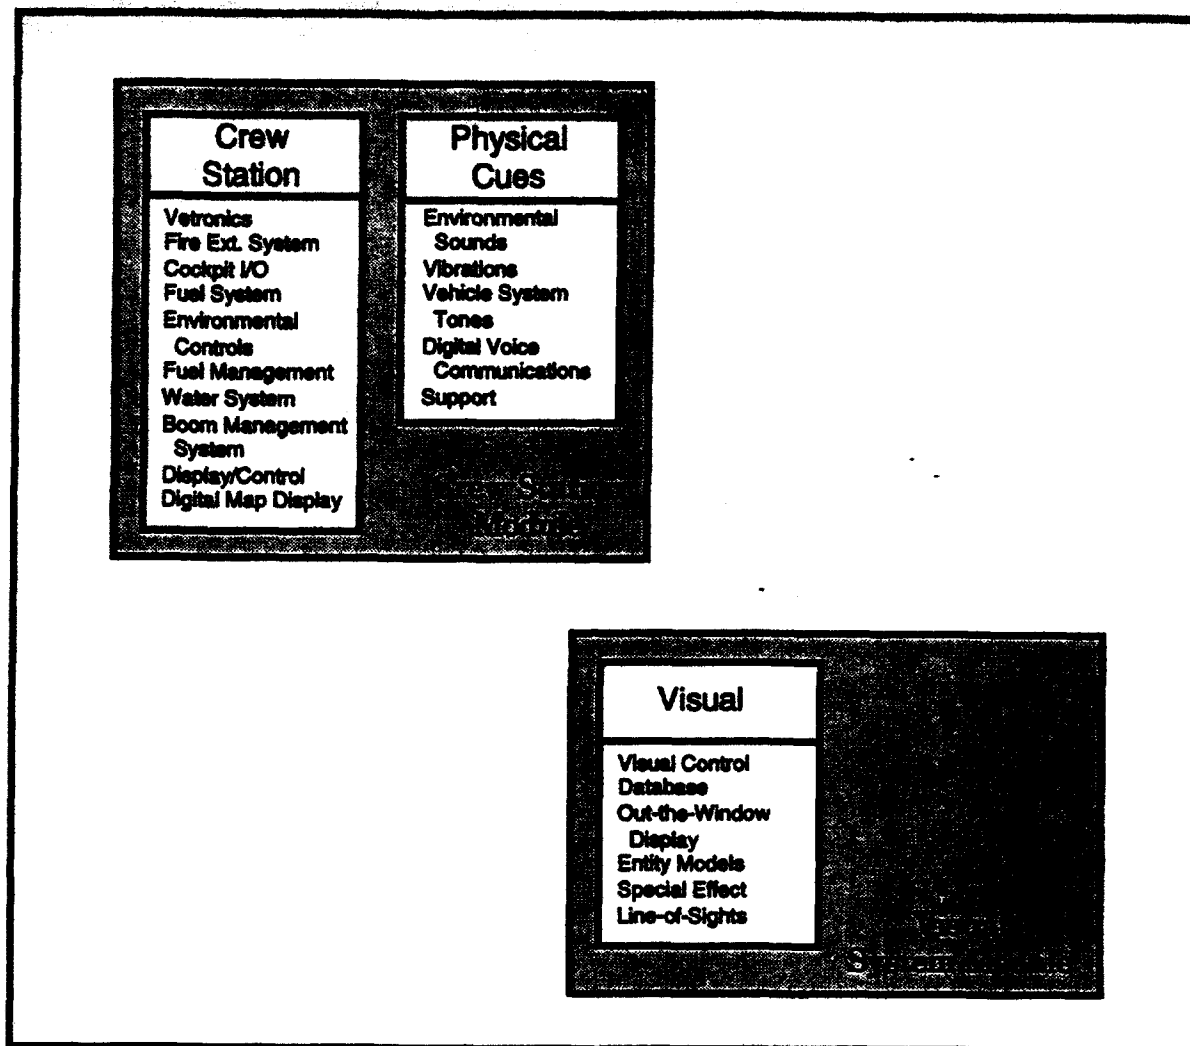 Crew
Station
Vetronics
Fire Ext. System
Cockpit I/O
Fuel System
Environmental
Controls
Fuel Management
Water System
Boom Management
System
Display/Control
Digital Map Display
Physical
Cues
Environmental
Sounds
Vibrations
Vehicle System
Tones
Digital Voice
Communications
Support
Module
Visual
Visual Control
Database
Out-the-Window
Display
Entity Models
Special Effect
Line-of-Sights
System